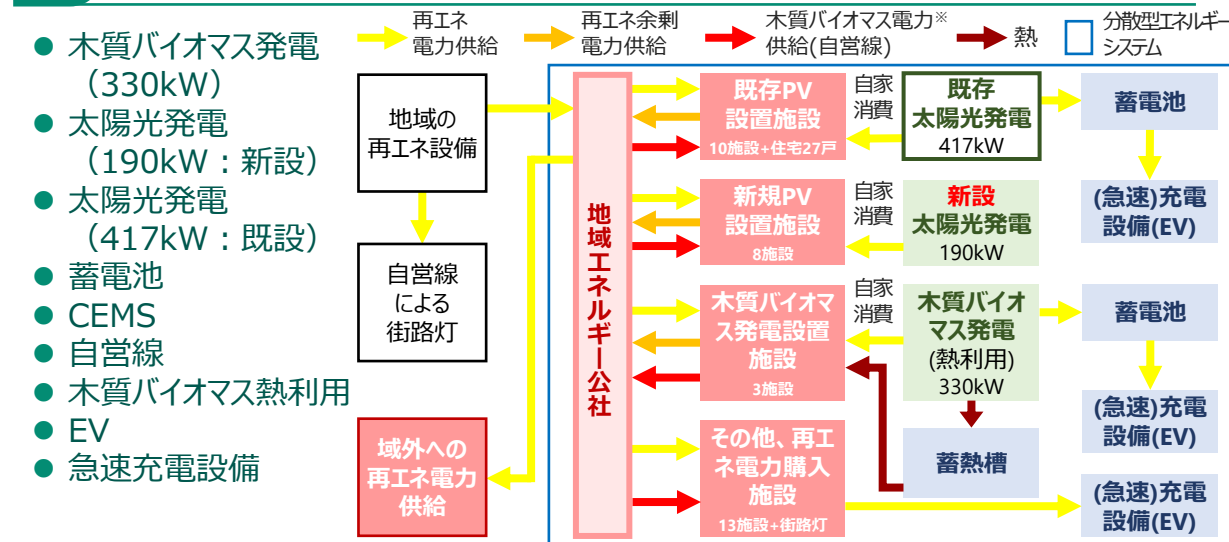 再エネ
電力供給
再エネ余剰
電力供給
木質バイオマス電力※
供給(自営線)
熱
分散型エネルギー
システム
● 木質バイオマス発電
（330kW）
● 太陽光発電
（190kW：新設）
● 太陽光発電
（417kW：既設）
● 蓄電池
● CEMS
● 自営線
● 木質バイオマス熱利用
● EV
● 急速充電設備
地域の
再エネ設備
自営線
による
街路灯
域外への
再エネ電力
供給
地域エネルギー公社
既存PV
設置施設
10施設+住宅27戸
自家
消費
既存
太陽光発電
417kW
蓄電池
(急速)充電
設備(EV)
新規PV
設置施設
8施設
自家
消費
新設
太陽光発電
190kW
木質バイオマ
ス発電設置
施設
3施設
自家
消費
木質バイオ
マス発電
(熱利用)
330kW
蓄電池
(急速)充電
設備(EV)
その他、再エ
ネ電力購入
施設
13施設+街路灯
蓄熱槽
(急速)充電
設備(EV)